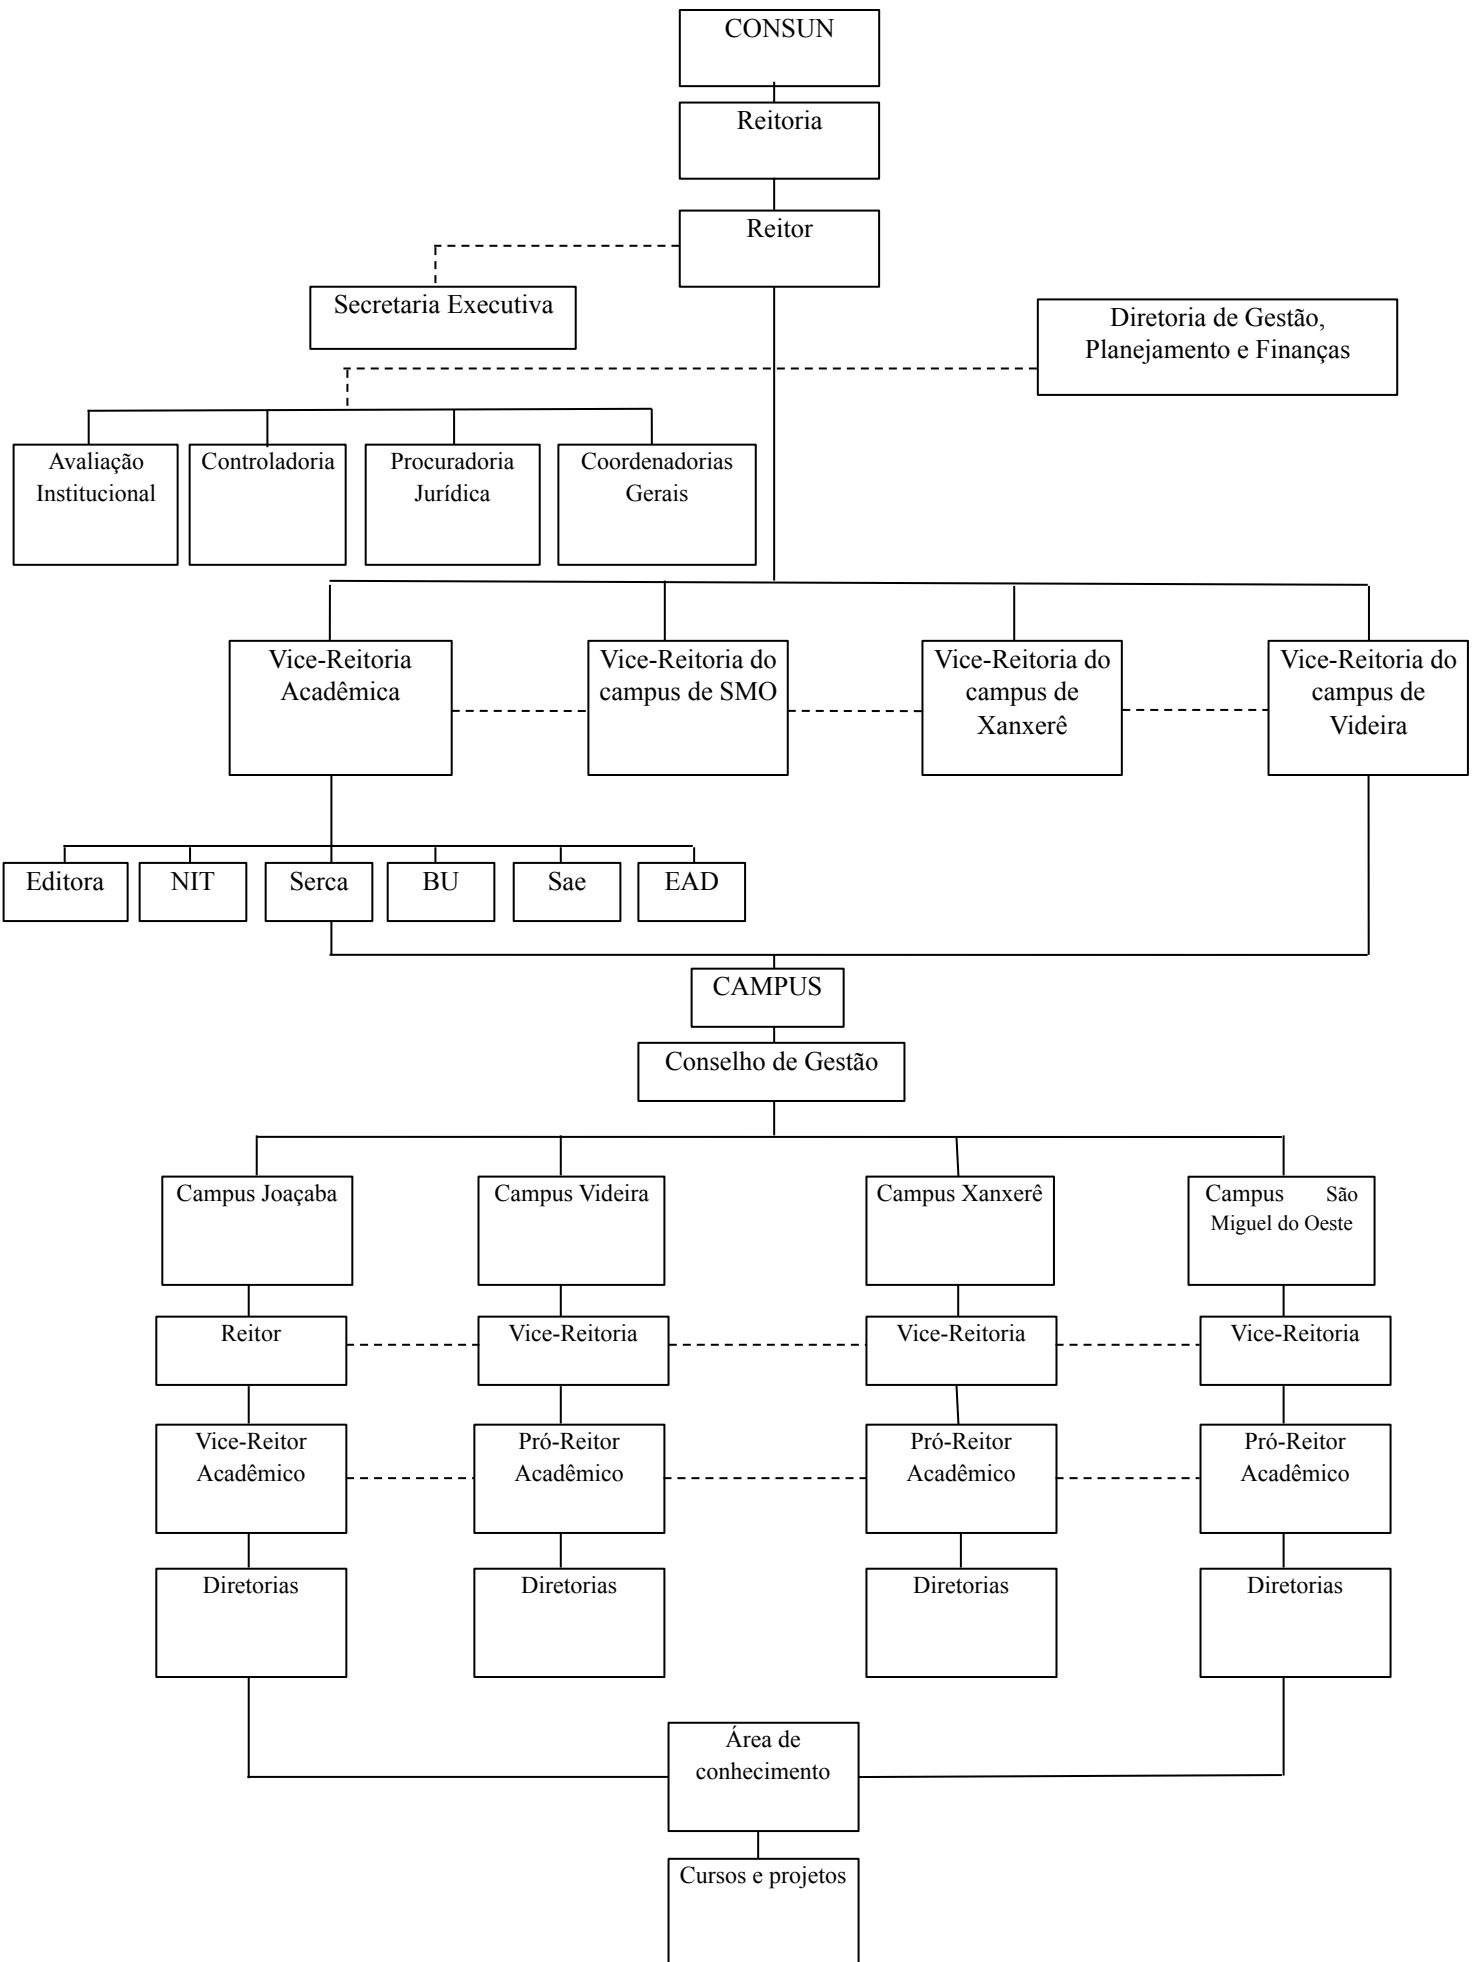 CONSUN
Reitoria
Reitor
Secretaria Executiva
Diretoria de Gestão,
Planejamento e Finanças
Avaliação
Institucional
Controladoria
Procuradoria
Jurídica
Coordenadorias
Gerais
Vice-Reitoria
Acadêmica
Vice-Reitoria do
campus de SMO
Vice-Reitoria do
campus de
Xanxerê
Vice-Reitoria do
campus de
Videira
Editora
NIT
Serca
BU
Sae
EAD
CAMPUS
Conselho de Gestão
Campus Joaçaba
Campus Videira
Campus Xanxerê
Campus São
Miguel do Oeste
Reitor
Vice-Reitoria
Vice-Reitoria
Vice-Reitoria
Vice-Reitor
Acadêmico
Pró-Reitor
Acadêmico
Pró-Reitor
Acadêmico
Pró-Reitor
Acadêmico
Diretorias
Diretorias
Diretorias
Diretorias
Área de
conhecimento
Cursos e projetos